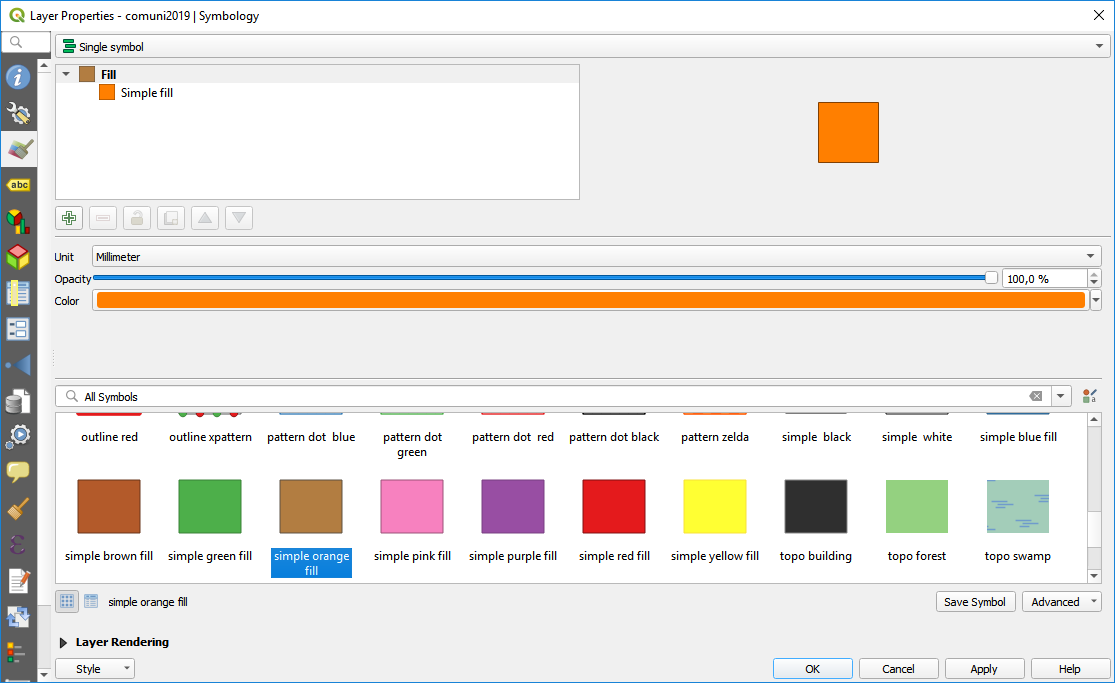 Layer Properties - comuni2019 | Symbology
Single symbol
Fill
Simple fill
abc
Unit
Millimeter
Opacity
100,0 %
Color
All Symbols
a
outline red
outline xpattern
pattern dot  blue
pattern dot
green
pattern dot  red
pattern dot black
pattern zelda
simple  black
simple  white
simple blue fill
simple brown fill
simple green fill
simple orange
fill
simple pink fill
simple purple fill
simple red fill
simple yellow fill
topo building
topo forest
topo swamp
simple orange fill
Save Symbol
Advanced
Layer Rendering
Style
OK
Cancel
Apply
Help